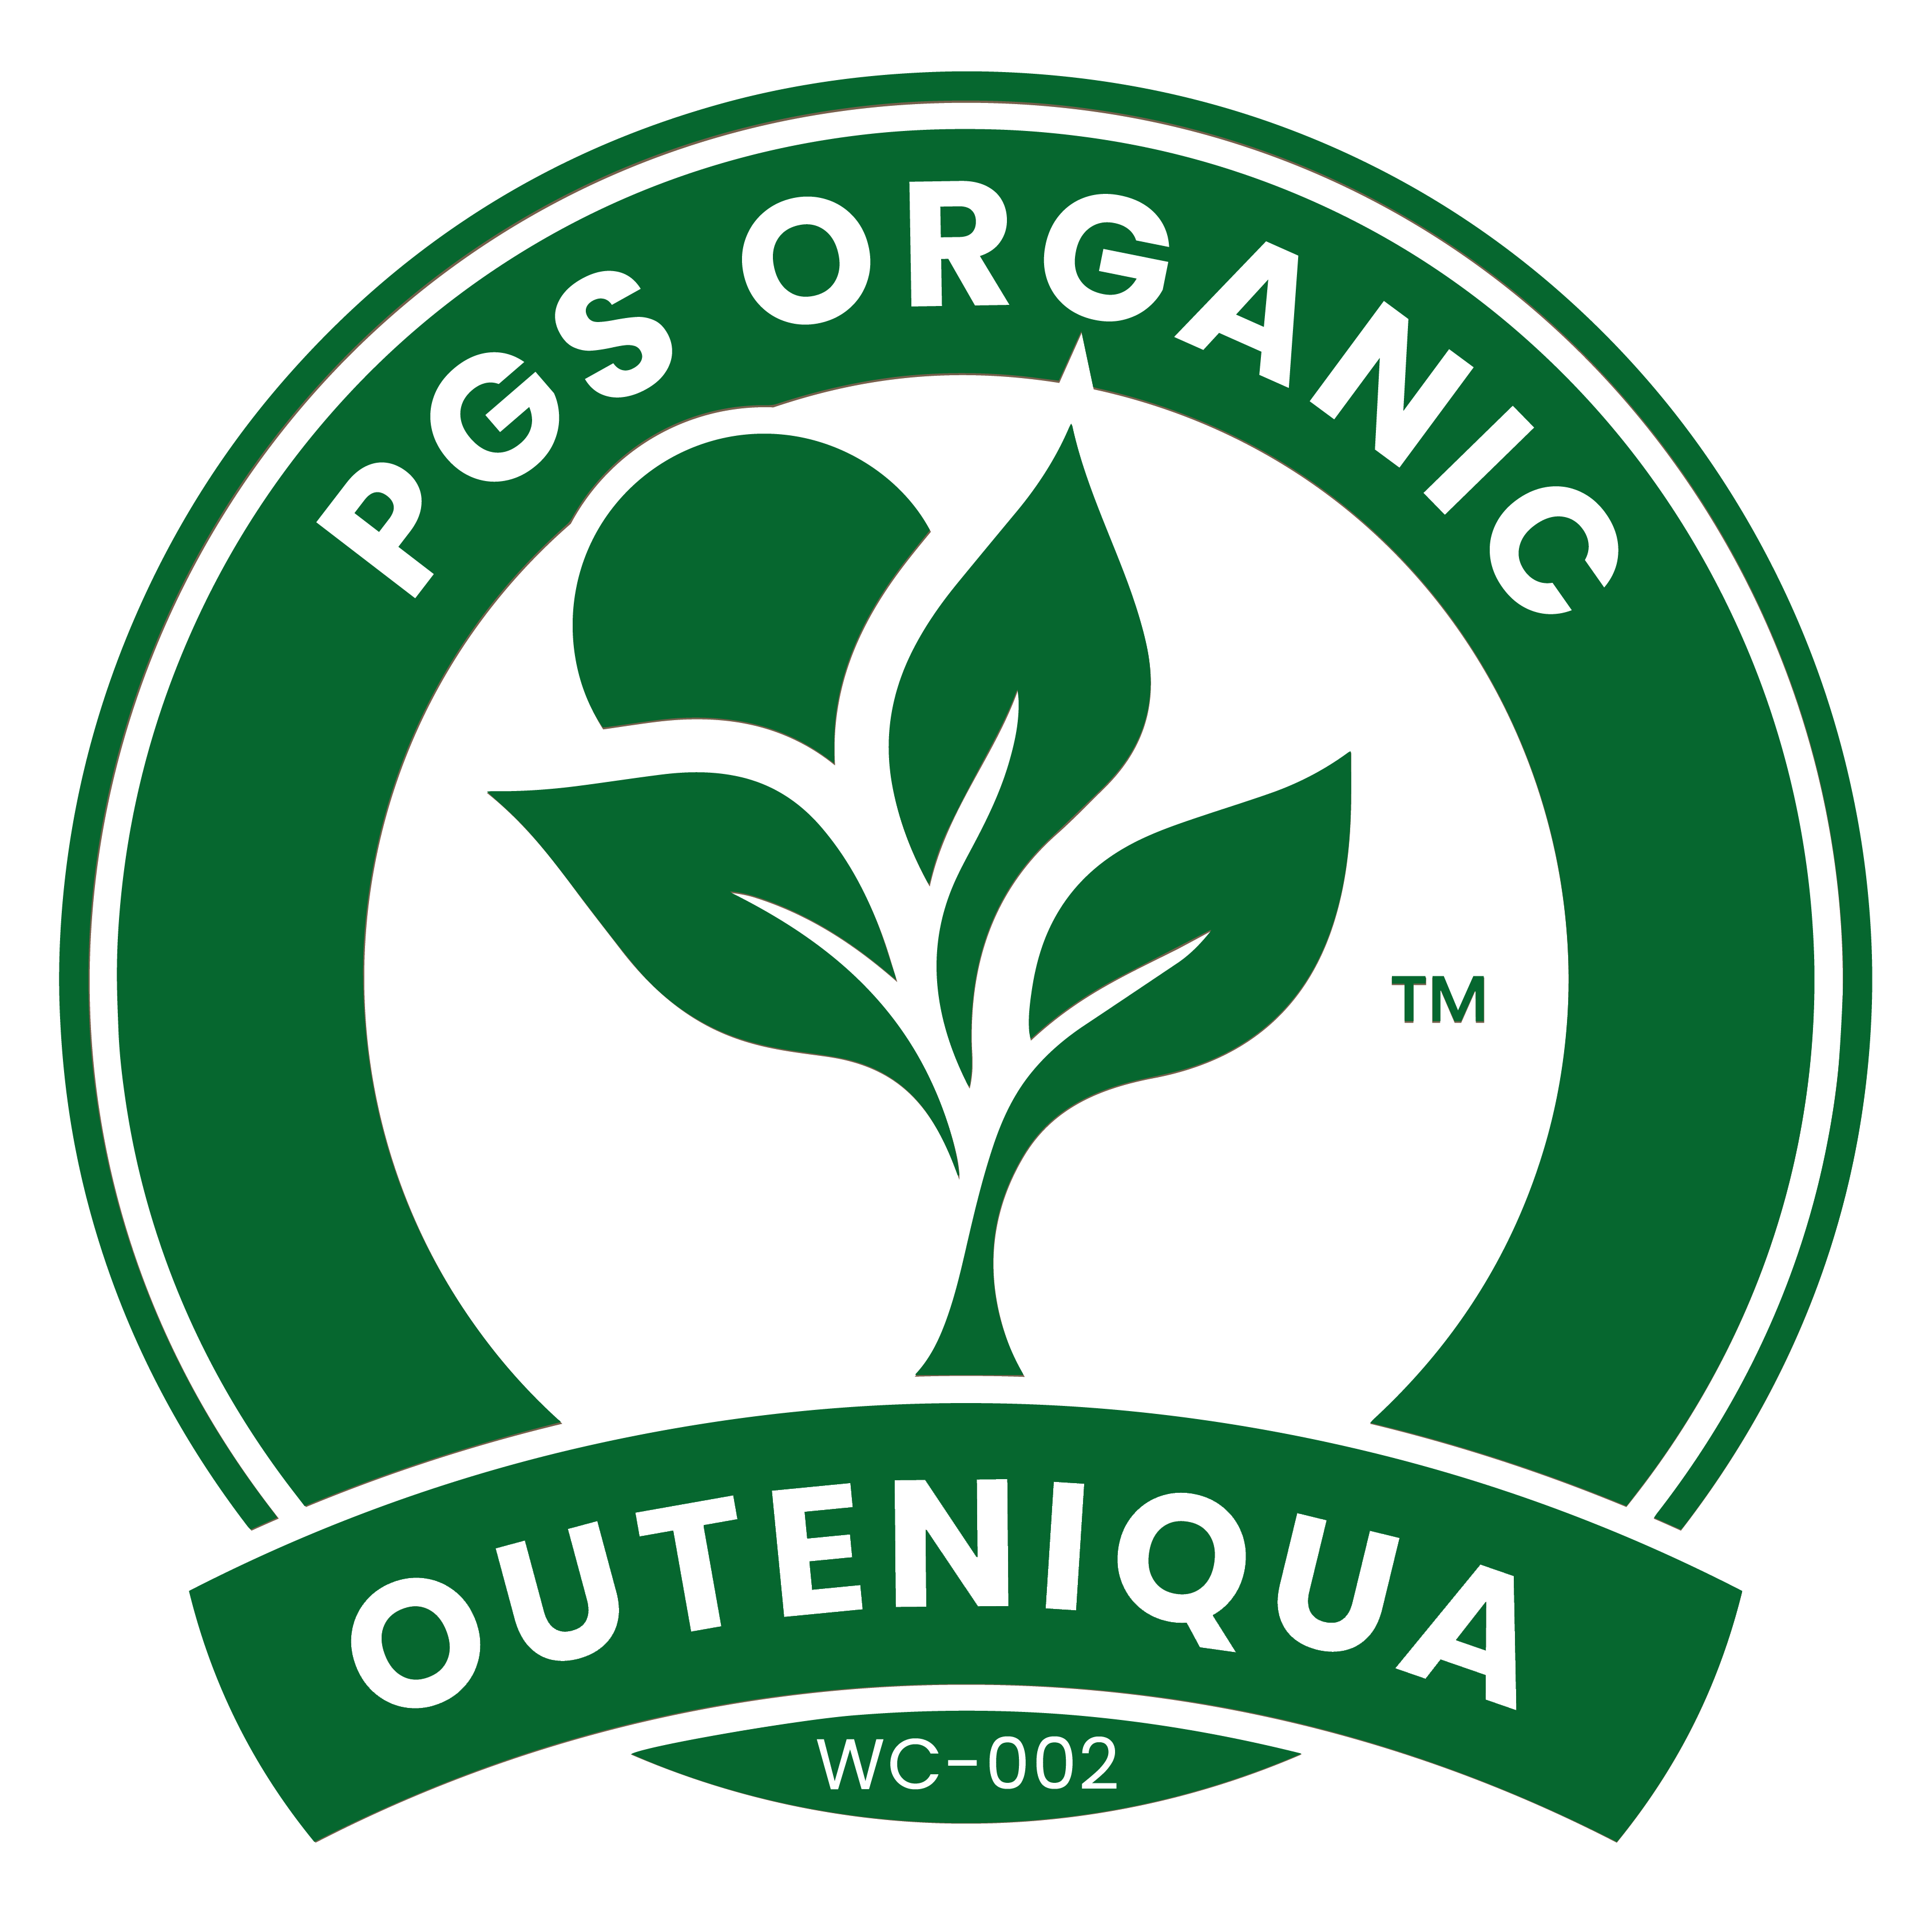 PGS ORGANIC
TM
OUTENIQUA
WC-002